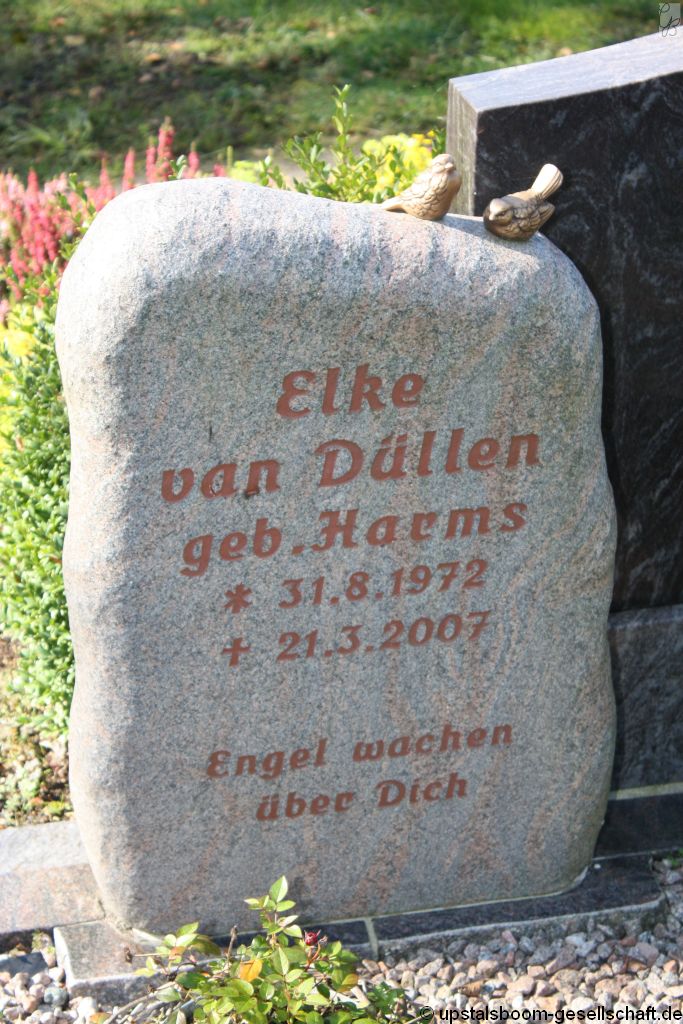 Elke
van Düllen
geb. Harms
* 31.8.1972
✝ 21.3.2007
Engel wachen
über Dich
© upstalsboom-gesellschaft.de